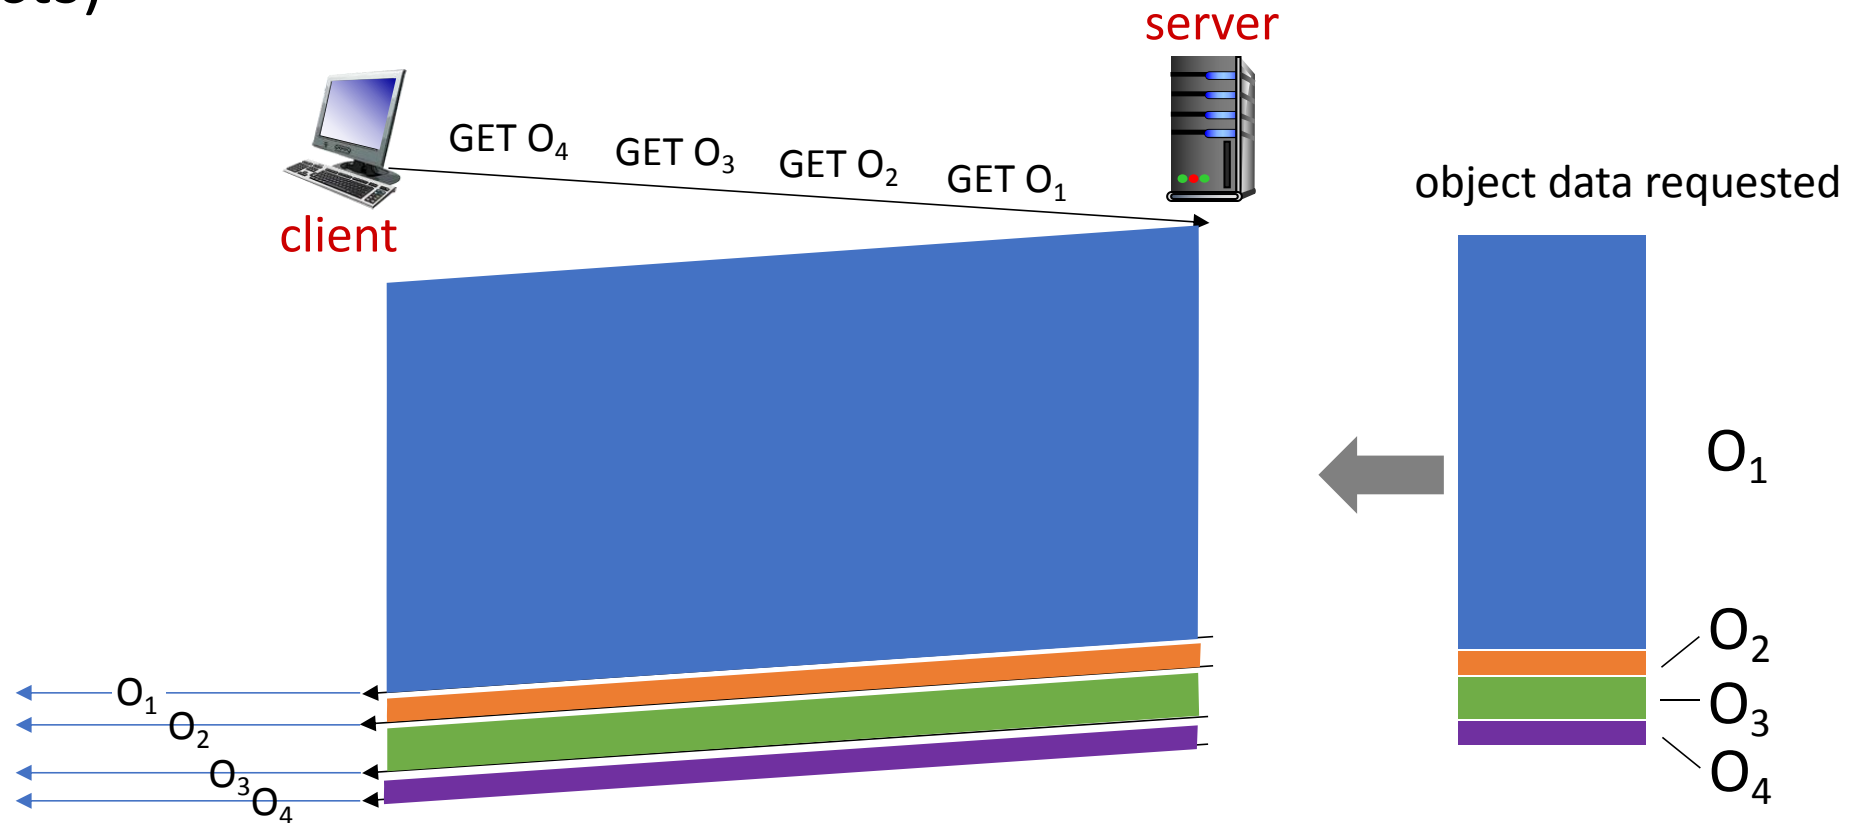 server
GET O₄ GET O₃ GET O₂ GET O₁
object data requested
client
O₁
O₂
O₃
O₄
O₁
O₂
O₃
O₄